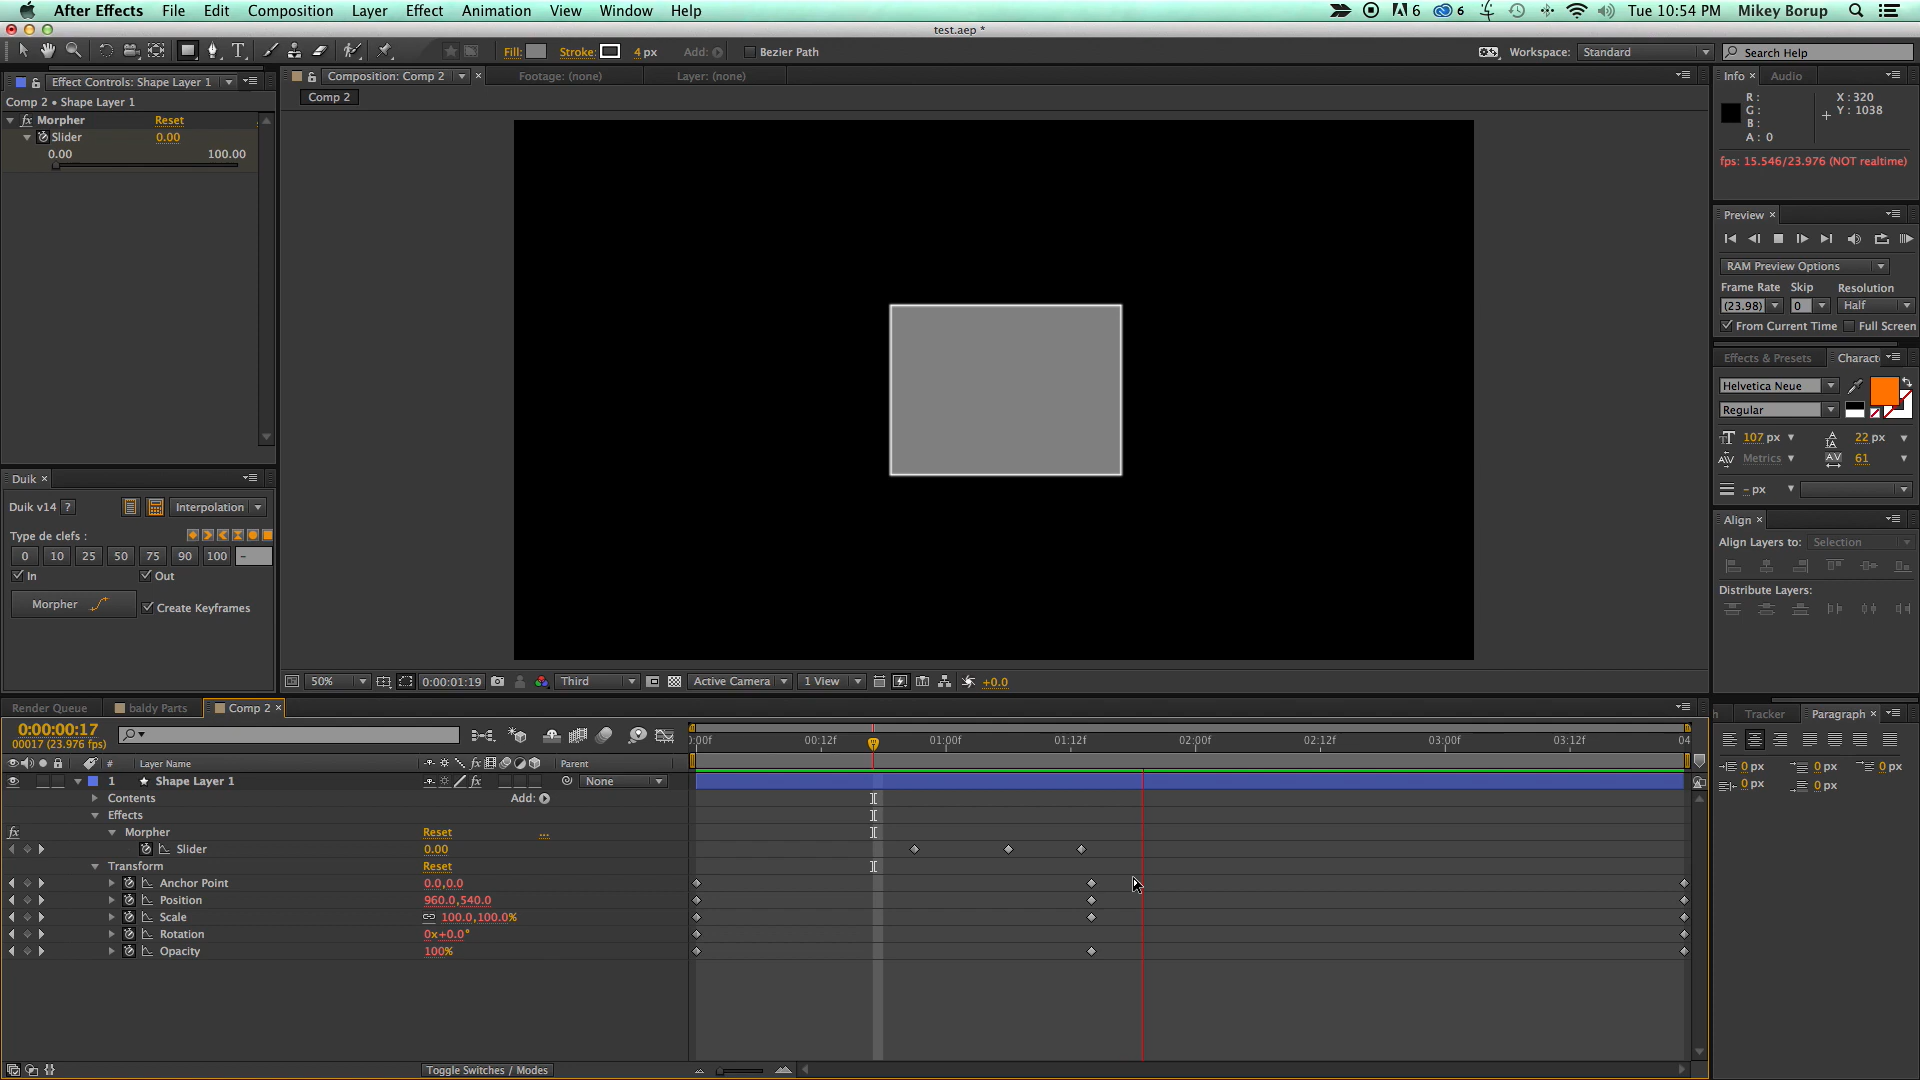 After Effects File Edit Composition Layer Effect Animation View Window Help 6 6 Tue 10:54 PM Mikey Borup
test.aep *
Fill: Stroke: 4 px Add: Bezier Path Workspace: Standard Search Help
Effect Controls: Shape Layer 1 Composition: Comp 2 Footage: (none) Layer: (none) Info Audio
Comp 2 • Shape Layer 1 Comp 2
R: X: 320
G: Y: 1038
B:
A: 0
fx Morpher Reset
Slider 0.00
0.00 100.00
fps: 15.546/23.976 (NOT realtime)
Preview
RAM Preview Options
Frame Rate Skip Resolution
(23.98) 0 Half
From Current Time Full Screen
Effects & Presets Charact
Helvetica Neue
Regular
107 px 22 px
Metrics 61
- px
Duik
Duik v14 ? Interpolation
Type de clefs :
0 10 25 50 75 90 100 -
In Out
Morpher Create Keyframes
Align
Align Layers to: Selection
Distribute Layers:
50% 0:00:01:19 Third Active Camera 1 View +0.0
Render Queue baldy Parts Comp 2
Tracker Paragraph
0:00:00:17
00017 (23.976 fps)
:00f 00:12f 01:00f 01:12f 02:00f 02:12f 03:00f 03:12f 04
# Layer Name Parent
1 Shape Layer 1 fx None
Contents Add:
Effects
fx Morpher Reset ...
Slider 0.00
Transform Reset
Anchor Point 0.0,0.0
Position 960.0,540.0
Scale 100.0,100.0%
Rotation 0x+0.0°
Opacity 100%
0 px 0 px 0 px
0 px 0 px
Toggle Switches / Modes